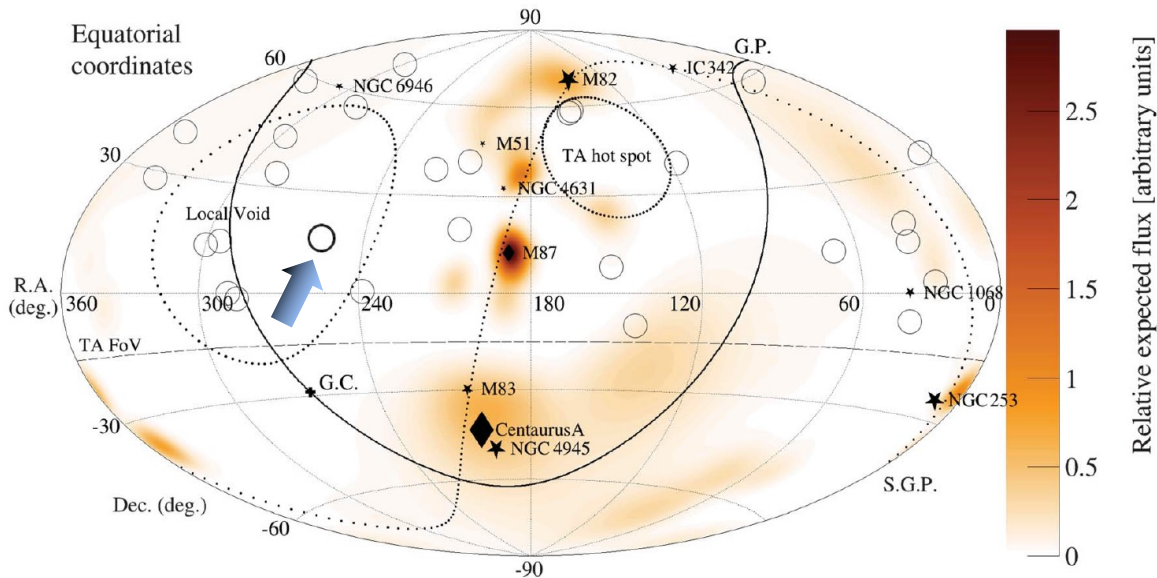 Equatorial
coordinates
90
60
G.P.
IC342
M82
NGC 6946
M51
TA hot spot
30
NGC 4631
Local Void
M87
R.A.
(deg.)
360
300
240
180
120
60
0
NGC 1068
TA FoV
G.C.
M83
NGC 253
-30
Centaurus A
NGC 4945
S.G.P.
Dec. (deg.)
-60
-90
2.5
2
1.5
1
0.5
0
Relative expected flux [arbitrary units]